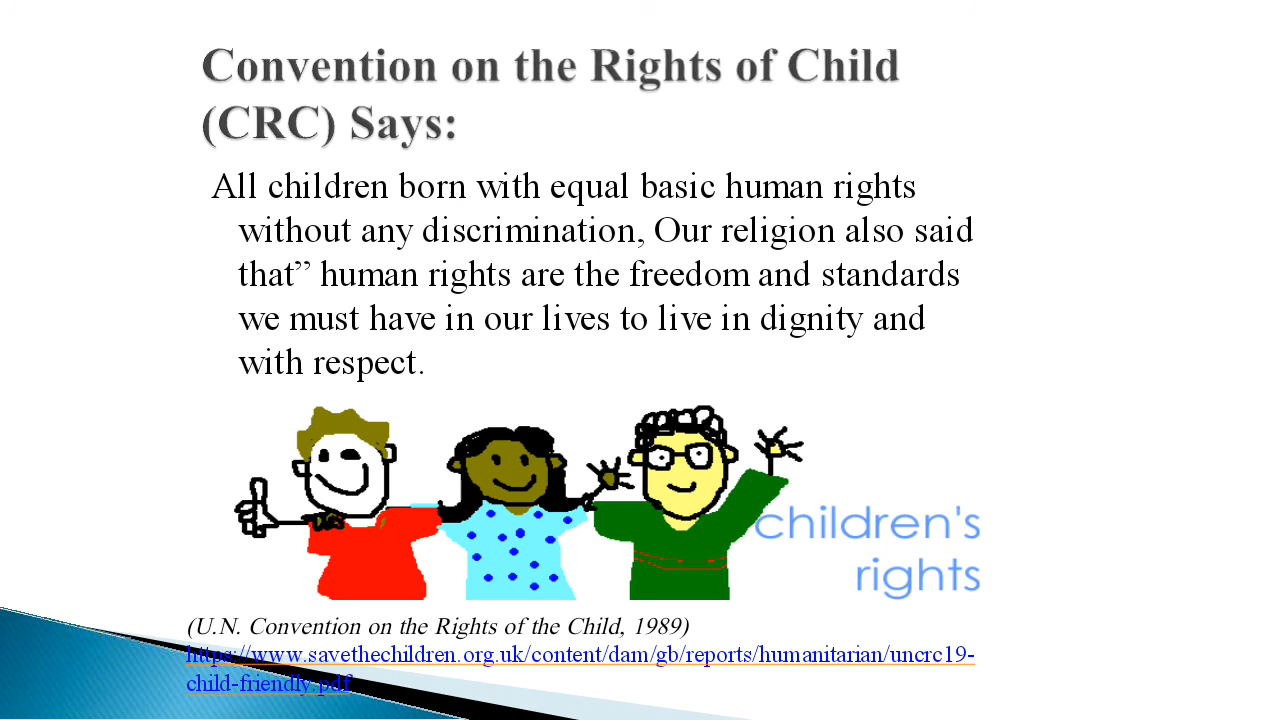 Convention on the Rights of Child
(CRC) Says:
All children born with equal basic human rights
without any discrimination, Our religion also said
that” human rights are the freedom and standards
we must have in our lives to live in dignity and
with respect.
children's
rights
(U.N. Convention on the Rights of the Child, 1989)
https://www.savethechildren.org.uk/content/dam/gb/reports/humanitarian/uncrc19-
child-friendly.pdf